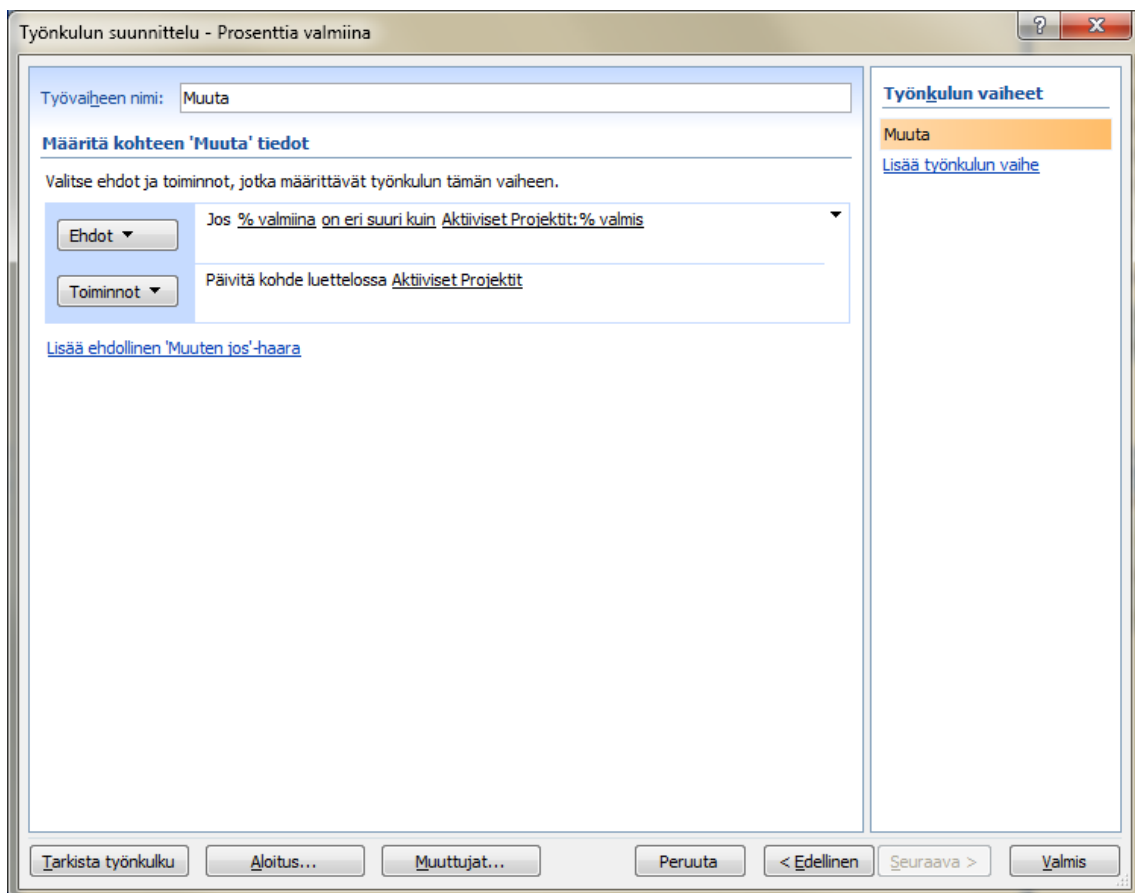 Työnkulun suunnittelu - Prosenttia valmiina
Työvaiheen nimi: Muuta
Määritä kohteen 'Muuta' tiedot
Valitse ehdot ja toiminnot, jotka määrittävät työnkulun tämän vaiheen.
Ehdot
Jos % valmiina on eri suuri kuin Aktiiviset Projektit:% valmis
Toiminnot
Päivitä kohde luettelossa Aktiiviset Projektit
Lisää ehdollinen 'Muuten jos'-haara
Työnkulun vaiheet
Muuta
Lisää työnkulun vaihe
Tarkista työnkulku
Aloitus...
Muuttujat...
Peruuta
< Edellinen
Seuraava >
Valmis